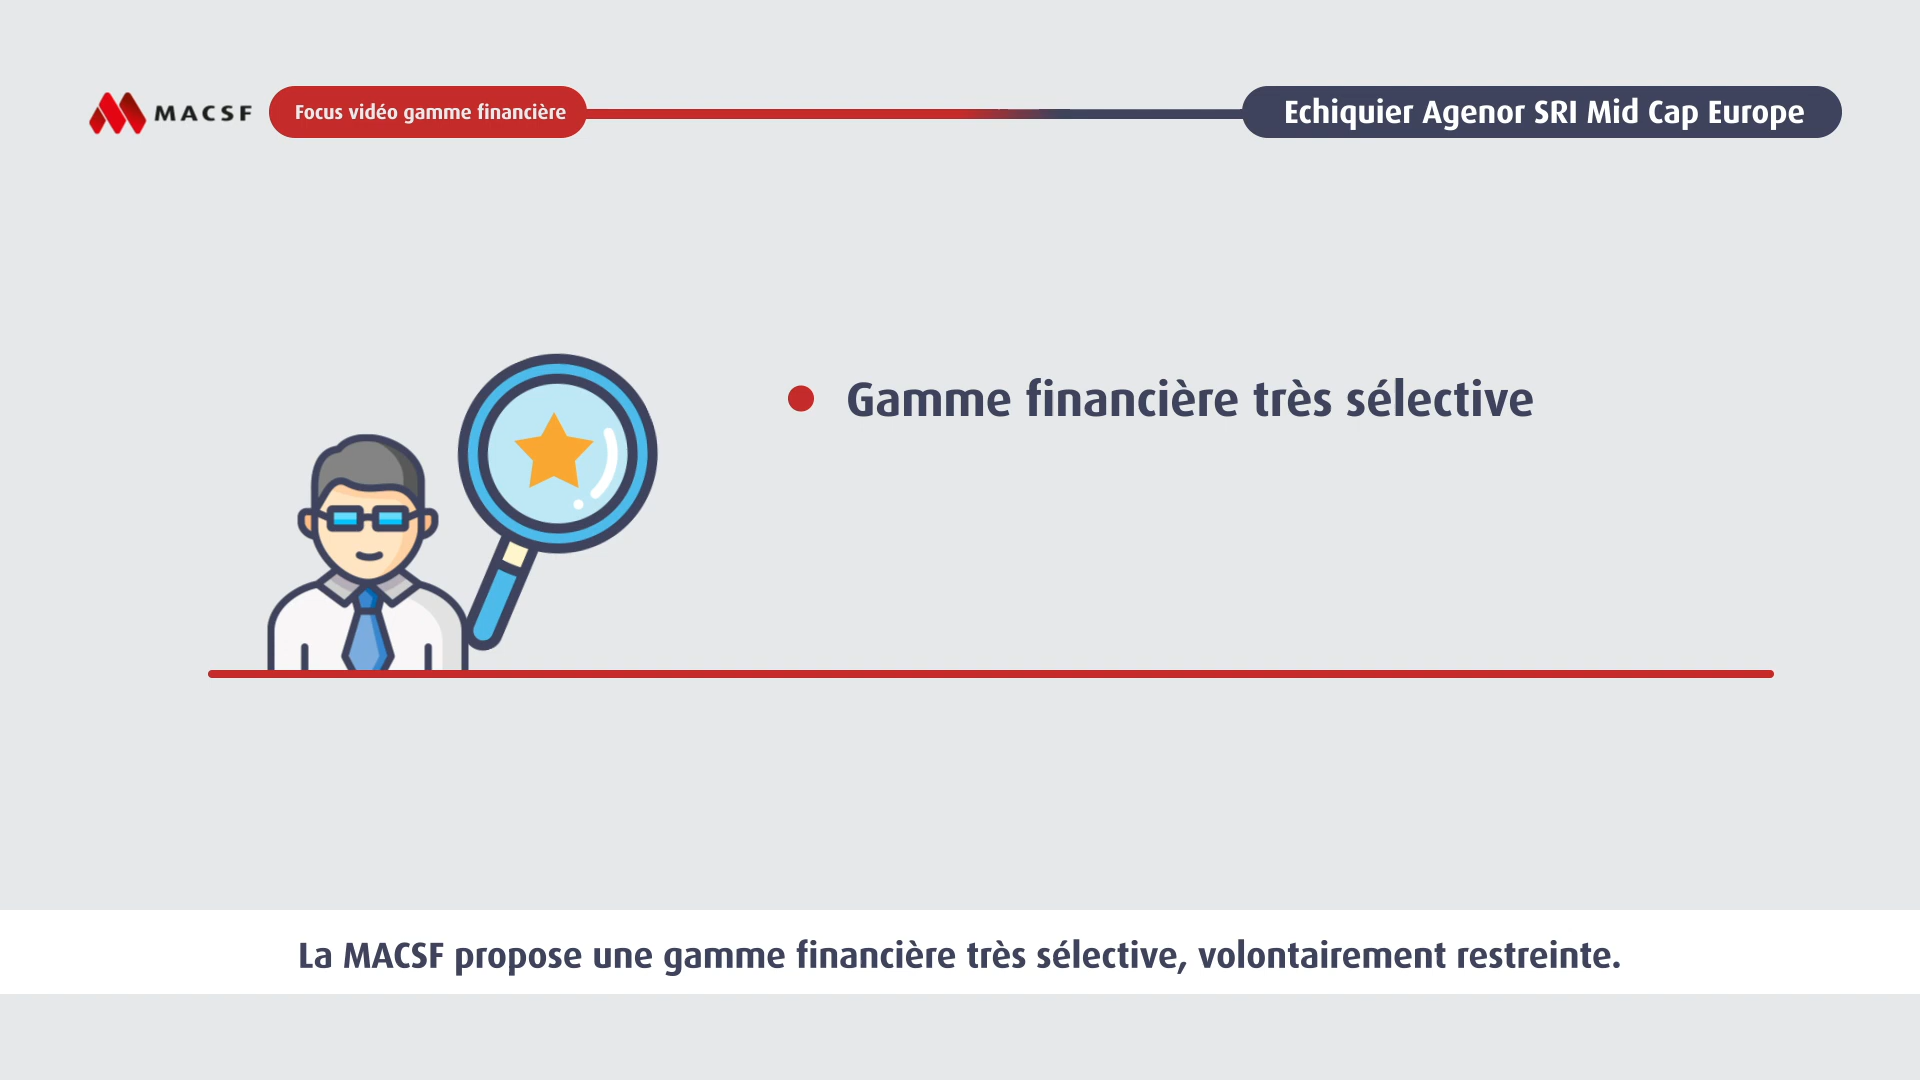 MACSF
Focus vidéo gamme financière
Echiquier Agenor SRI Mid Cap Europe
Gamme financière très sélective
La MACSF propose une gamme financière très sélective, volontairement restreinte.